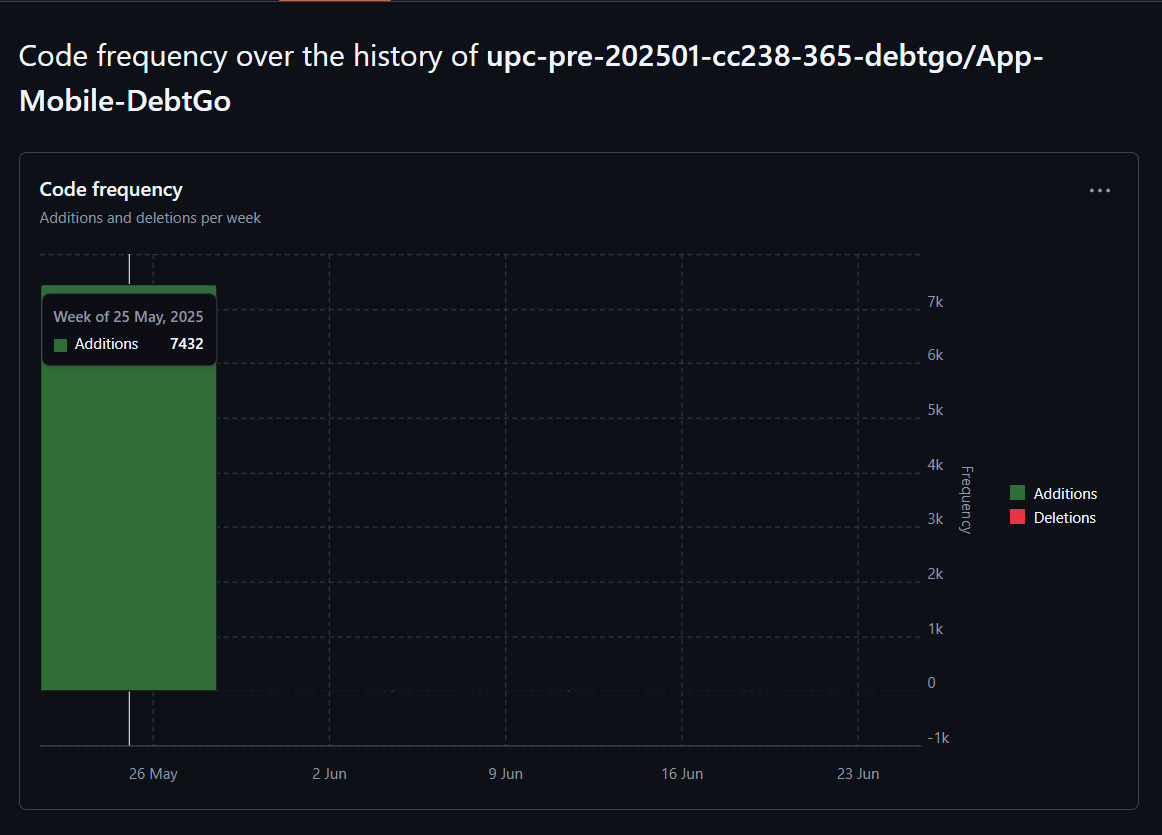 Code frequency over the history of upc-pre-202501-cc238-365-debtgo/App-
Mobile-DebtGo
Code frequency
Additions and deletions per week
Week of 25 May, 2025
Additions 7432
7k
6k
5k
4k
3k
2k
1k
0
-1k
Frequency
Additions
Deletions
26 May 2 Jun 9 Jun 16 Jun 23 Jun